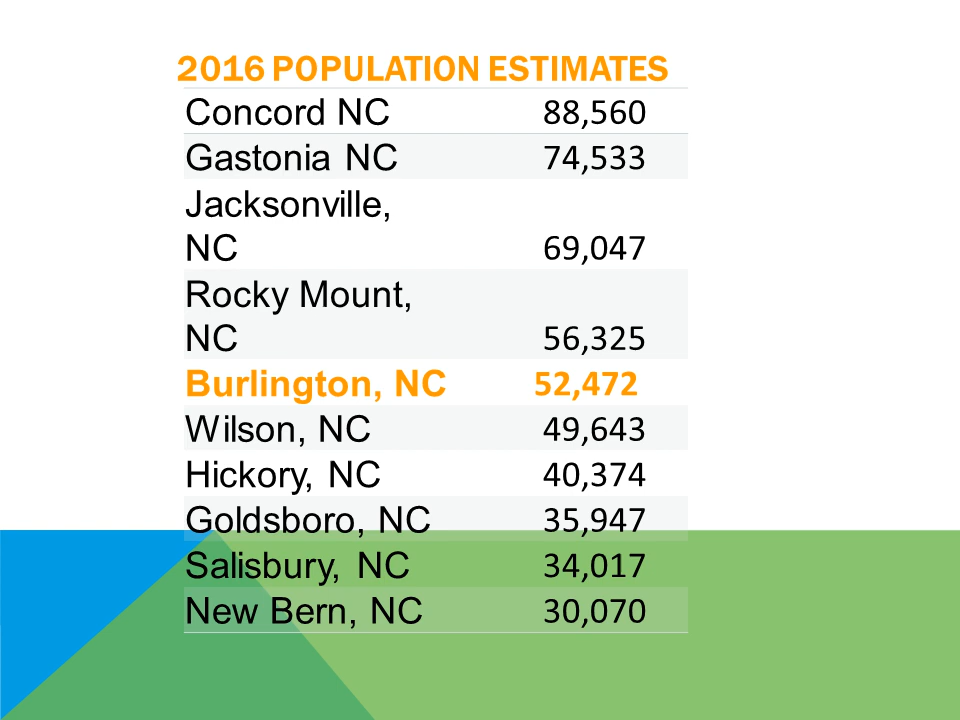 2016 POPULATION ESTIMATES
Concord NC 88,560
Gastonia NC 74,533
Jacksonville,
NC 69,047
Rocky Mount,
NC 56,325
Burlington, NC 52,472
Wilson, NC 49,643
Hickory, NC 40,374
Goldsboro, NC 35,947
Salisbury, NC 34,017
New Bern, NC 30,070